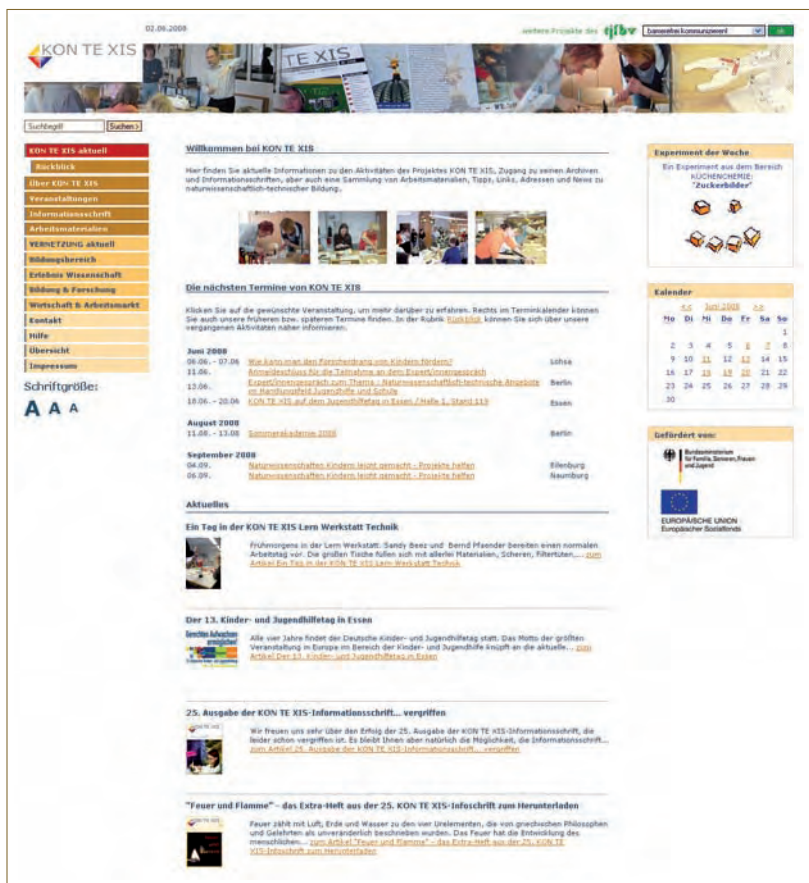 02.06.2008
weitere Projekte des tjfbv
barrierefrei kommunizieren!
ok
KON TE XIS
TE XIS
Suchbegriff
Suchen >
KON TE XIS aktuell
Rückblick
Über KON TE XIS
Veranstaltungen
Informationsschrift
Arbeitsmaterialien
VERNETZUNG aktuell
Bildungsbereich
Erlebnis Wissenschaft
Bildung & Forschung
Wirtschaft & Arbeitsmarkt
Kontakt
Hilfe
Übersicht
Impressum
Schriftgröße:
A A A
Willkommen bei KON TE XIS
Hier finden Sie aktuelle Informationen zu den Aktivitäten des Projektes KON TE XIS, Zugang zu seinen Archiven
und Informationsschriften, aber auch eine Sammlung von Arbeitsmaterialien, Tipps, Links, Adressen und News zu
naturwissenschaftlich-technischer Bildung.
Die nächsten Termine von KON TE XIS
Klicken Sie auf die gewünschte Veranstaltung, um mehr darüber zu erfahren. Rechts im Terminkalender können
Sie auch unsere früheren bzw. späteren Termine finden. In der Rubrik Rückblick können Sie sich über unsere
vergangenen Aktivitäten näher informieren.
Juni 2008
06.06. - 07.06 Wie kann man den Forscherdrang von Kindern fördern? Lohse
11.06. Anmeldeschluß für die Teilnahme an dem Expert/innengespräch
13.06. Expert/innengespräch zum Thema : Naturwissenschaftlich-technische Angebote
im Handlungsfeld Jugendhilfe und Schule Berlin
18.06. - 20.06 KON TE XIS auf dem Jugendhilfetag in Essen / Halle 1, Stand 119 Essen
August 2008
11.08. - 13.08 Sommerakademie 2008 Berlin
September 2008
04.09. Naturwissenschaften Kindern leicht gemacht - Projekte helfen Eilenburg
06.09. Naturwissenschaften Kindern leicht gemacht - Projekte helfen Naumburg
Aktuelles
Ein Tag in der KON TE XIS Lern Werkstatt Technik
Frühmorgens in der Lern Werkstatt. Sandy Beez und Bernd Pfaender bereiten einen normalen
Arbeitstag vor. Die großen Tische füllen sich mit allerlei Materialien, Scheren, Filtertüten,... zum
Artikel Ein Tag in der KON TE XIS Lern Werkstatt Technik
Der 13. Kinder- und Jugendhilfetag in Essen
Gerechtes Aufwachsen
ermöglichen!
Alle vier Jahre findet der Deutsche Kinder- und Jugendhilfetag statt. Das Motto der größten
Veranstaltung in Europa im Bereich der Kinder- und Jugendhilfe knüpft an die aktuelle... zum
Artikel Der 13. Kinder- und Jugendhilfetag in Essen
25. Ausgabe der KON TE XIS-Informationsschrift... vergriffen
Wir freuen uns sehr über den Erfolg der 25. Ausgabe der KON TE XIS-Informationsschrift, die
leider schon vergriffen ist. Es bleibt Ihnen aber natürlich die Möglichkeit, die Informationsschrift...
zum Artikel 25. Ausgabe der KON TE XIS-Informationsschrift... vergriffen
"Feuer und Flamme" - das Extra-Heft aus der 25. KON TE XIS-Infoschrift zum Herunterladen
Feuer zählt mit Luft, Erde und Wasser zu den vier Urelementen, die von griechischen Philosophen
und Gelehrten als unveränderlich beschrieben wurden. Das Feuer hat die Entwicklung des
menschlichen... zum Artikel "Feuer und Flamme" - das Extra-Heft aus der 25. KON TE
XIS-Infoschrift zum Herunterladen
Experiment der Woche
Ein Experiment aus dem Bereich
KÜCHENCHEMIE:
"Zuckerbilder"
Kalender
<< Juni 2008 >>
Mo Di Mi Do Fr Sa So
1
2 3 4 5 6 7 8
9 10 11 12 13 14 15
16 17 18 19 20 21 22
23 24 25 26 27 28 29
30
Gefördert von:
Bundesministerium
für Familie, Senioren, Frauen
und Jugend
EUROPÄISCHE UNION
Europäischer Sozialfonds